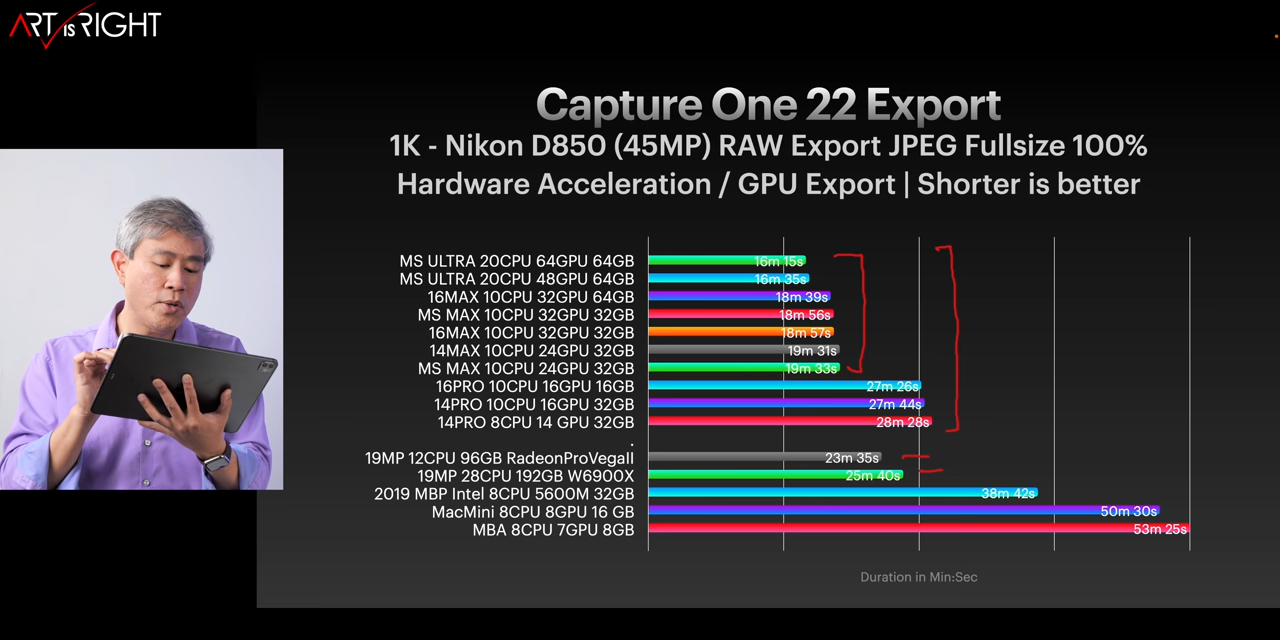 ART IS RIGHT
Capture One 22 Export
1K - Nikon D850 (45MP) RAW Export JPEG Fullsize 100%
Hardware Acceleration / GPU Export | Shorter is better
MS ULTRA 20CPU 64GPU 64GB 16m 15s
MS ULTRA 20CPU 48GPU 64GB 16m 35s
16MAX 10CPU 32GPU 64GB 18m 39s
MS MAX 10CPU 32GPU 32GB 18m 56s
16MAX 10CPU 32GPU 32GB 18m 57s
14MAX 10CPU 24GPU 32GB 19m 31s
MS MAX 10CPU 24GPU 32GB 19m 33s
16PRO 10CPU 16GPU 16GB 27m 26s
14PRO 10CPU 16GPU 32GB 27m 44s
14PRO 8CPU 14 GPU 32GB 28m 28s
.
19MP 12CPU 96GB RadeonProVegaII 23m 35s
19MP 28CPU 192GB W6900X 25m 40s
2019 MBP Intel 8CPU 5600M 32GB 38m 42s
MacMini 8CPU 8GPU 16 GB 50m 30s
MBA 8CPU 7GPU 8GB 53m 25s
Duration in Min:Sec